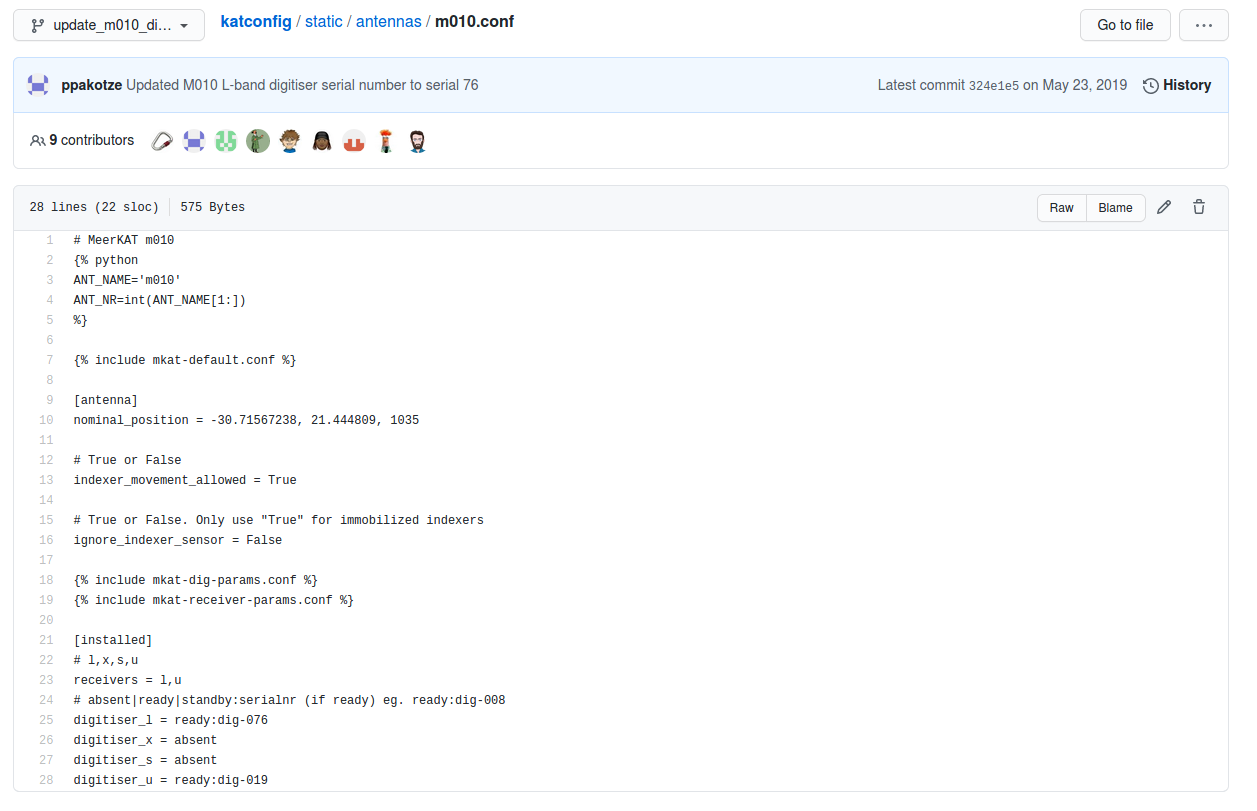 update_m010_di...
katconfig / static / antennas / m010.conf
Go to file
...
ppakotze Updated M010 L-band digitiser serial number to serial 76
Latest commit 324e1e5 on May 23, 2019
History
9 contributors
28 lines (22 sloc)
575 Bytes
Raw
Blame
1 # MeerKAT m010
2 {% python
3 ANT_NAME='m010'
4 ANT_NR=int(ANT_NAME[1:])
5 %}
6
7 {% include mkat-default.conf %}
8
9 [antenna]
10 nominal_position = -30.71567238, 21.444809, 1035
11
12 # True or False
13 indexer_movement_allowed = True
14
15 # True or False. Only use "True" for immobilized indexers
16 ignore_indexer_sensor = False
17
18 {% include mkat-dig-params.conf %}
19 {% include mkat-receiver-params.conf %}
20
21 [installed]
22 # l,x,s,u
23 receivers = l,u
24 # absent|ready|standby:serialnr (if ready) eg. ready:dig-008
25 digitiser_l = ready:dig-076
26 digitiser_x = absent
27 digitiser_s = absent
28 digitiser_u = ready:dig-019